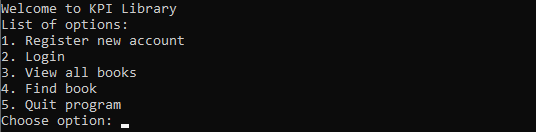 Welcome to KPI Library
List of options:
1. Register new account
2. Login
3. View all books
4. Find book
5. Quit program
Choose option: